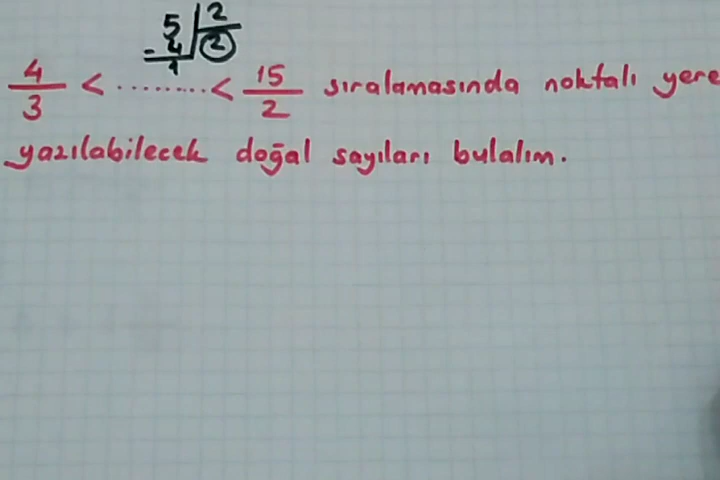 5 | 2
- 4 2
1
4/3 < ......... < 15/2 sıralamasında noktalı yere
yazılabilecek doğal sayıları bulalım.